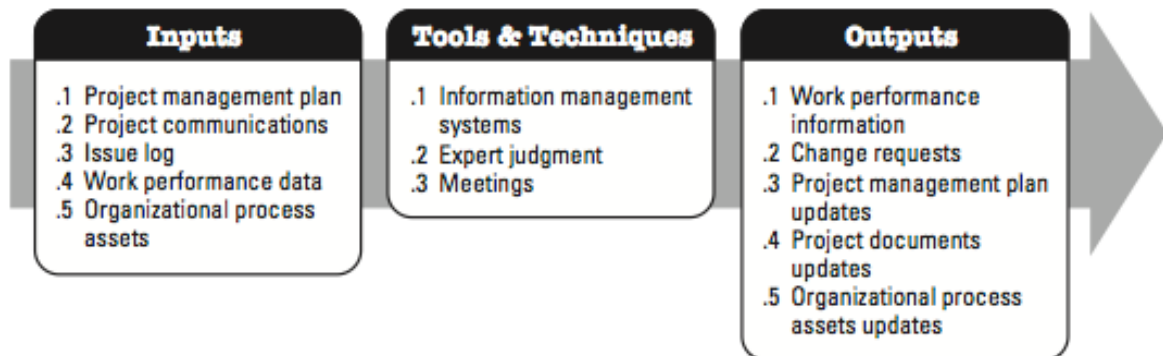 Inputs
.1 Project management plan
.2 Project communications
.3 Issue log
.4 Work performance data
.5 Organizational process
assets
Tools & Techniques
.1 Information management
systems
.2 Expert judgment
.3 Meetings
Outputs
.1 Work performance
information
.2 Change requests
.3 Project management plan
updates
.4 Project documents
updates
.5 Organizational process
assets updates